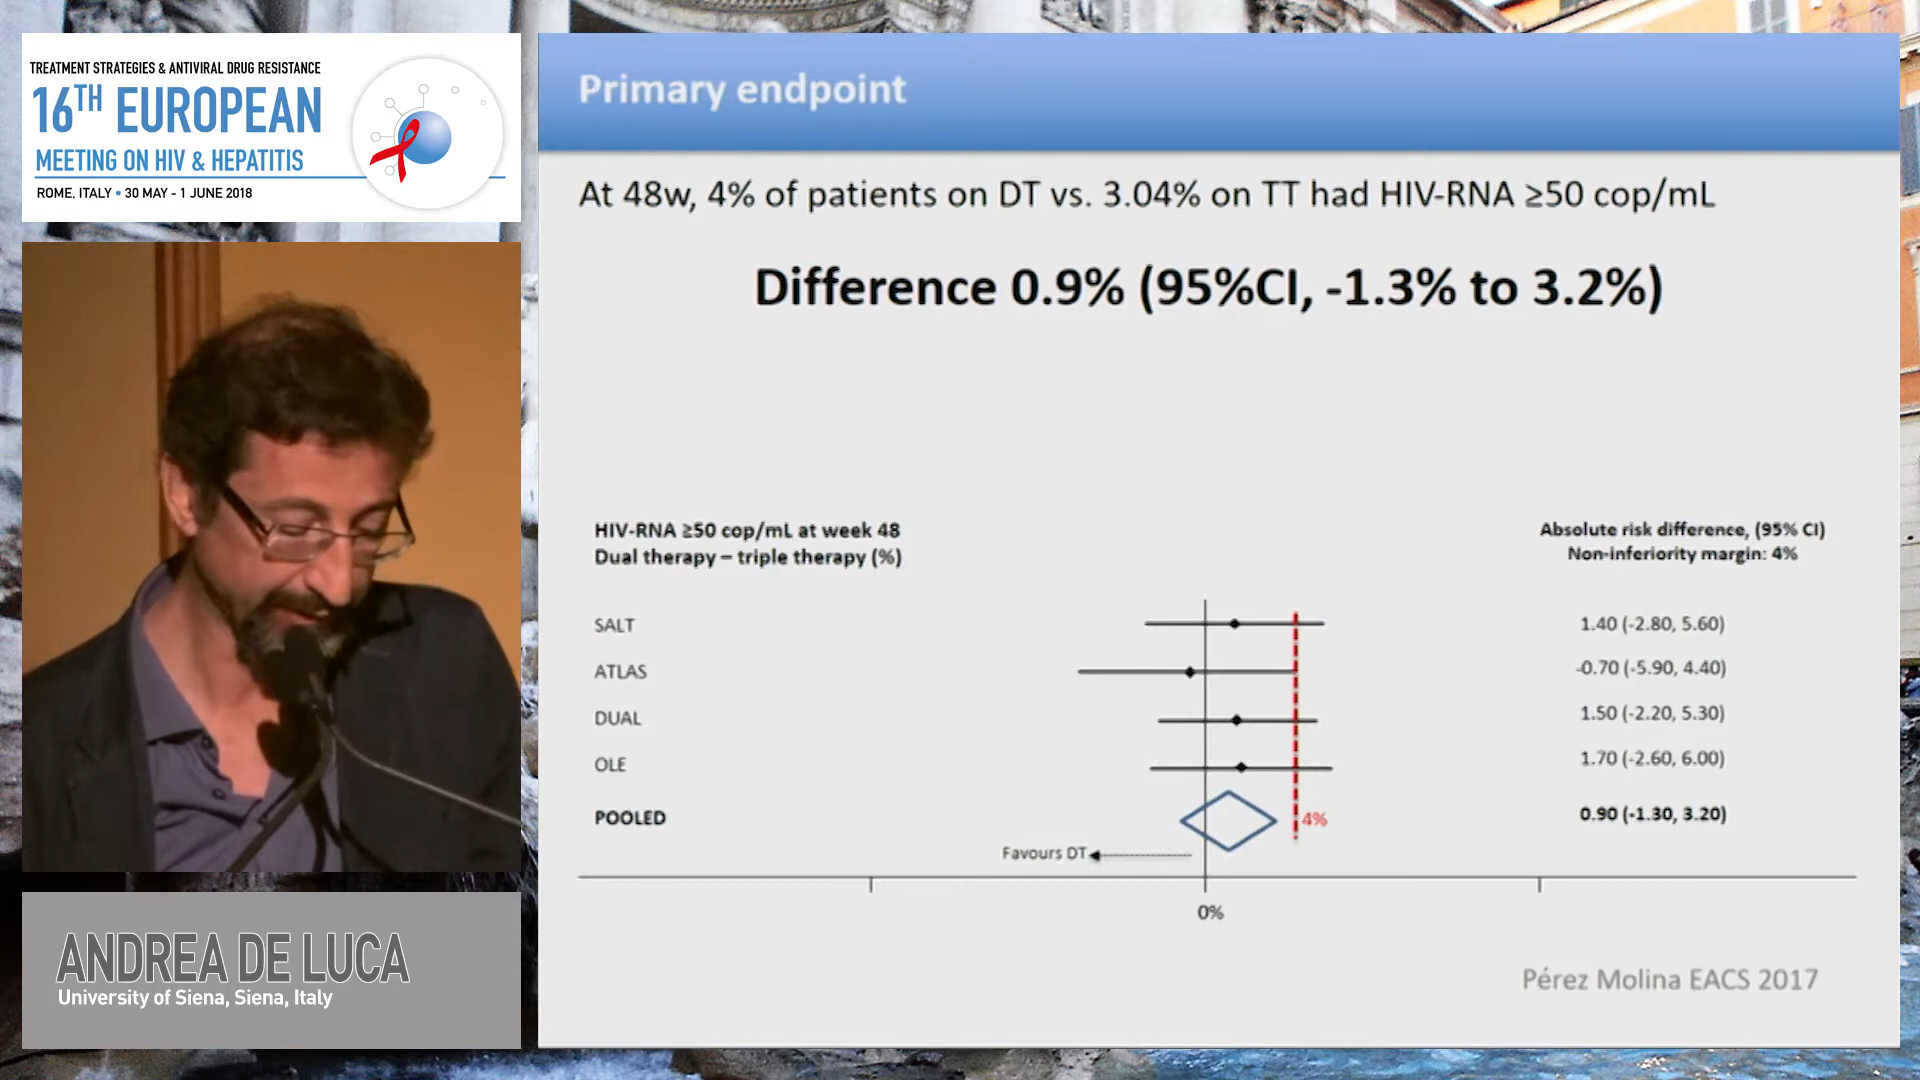 TREATMENT STRATEGIES & ANTIVIRAL DRUG RESISTANCE
16TH EUROPEAN
MEETING ON HIV & HEPATITIS
ROME, ITALY • 30 MAY - 1 JUNE 2018
ANDREA DE LUCA
University of Siena, Siena, Italy
Primary endpoint
At 48w, 4% of patients on DT vs. 3.04% on TT had HIV-RNA ≥50 cop/mL
Difference 0.9% (95%CI, -1.3% to 3.2%)
HIV-RNA ≥50 cop/mL at week 48
Dual therapy – triple therapy (%)
Absolute risk difference, (95% CI)
Non-inferiority margin: 4%
SALT 1.40 (-2.80, 5.60)
ATLAS -0.70 (-5.90, 4.40)
DUAL 1.50 (-2.20, 5.30)
OLE 1.70 (-2.60, 6.00)
POOLED 4% 0.90 (-1.30, 3.20)
Favours DT
0%
Pérez Molina EACS 2017